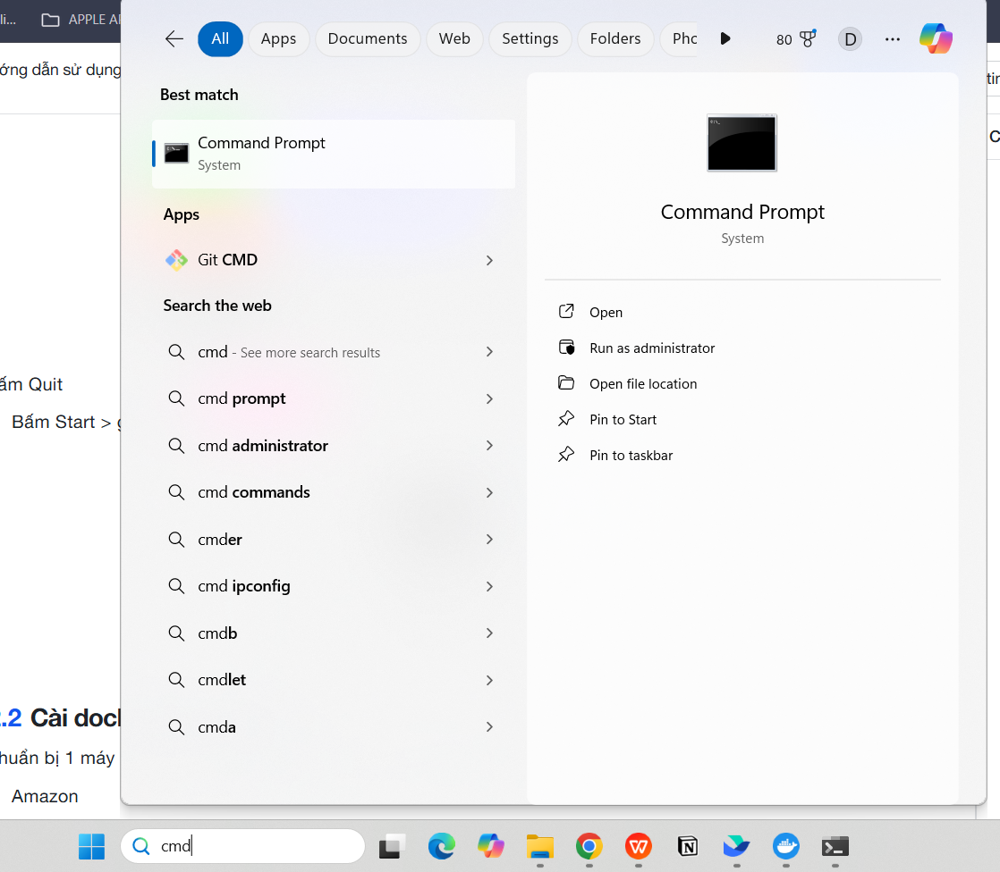 li...
APPLE
All
Apps
Documents
Web
Settings
Folders
Pho
80
D
ớng dẫn sử dụng
Best match
Command Prompt
System
Apps
Git CMD
Search the web
cmd - See more search results
cmd prompt
cmd administrator
cmd commands
cmder
cmd ipconfig
cmdb
cmdlet
cmda
Command Prompt
System
Open
Run as administrator
Open file location
Pin to Start
Pin to taskbar
ấm Quit
Bấm Start >
.2 Cài doc
huẩn bị 1 máy
Amazon
cmd